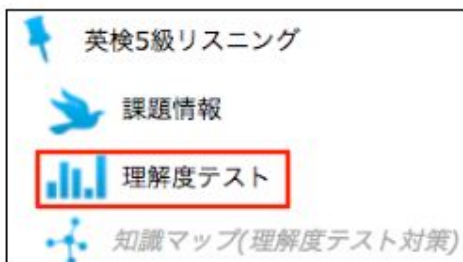 英検5級リスニング
課題情報
理解度テスト
知識マップ(理解度テスト対策)